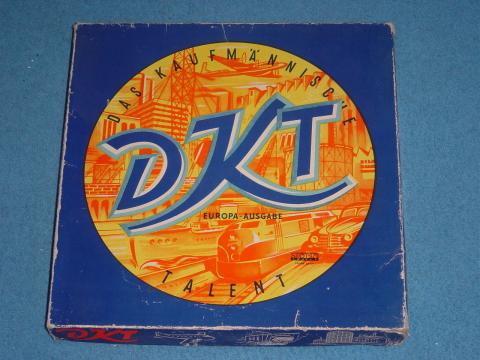 DAS KAUFMÄNNISCHE
DKT
EUROPA-AUSGABE
TALENT
DKT